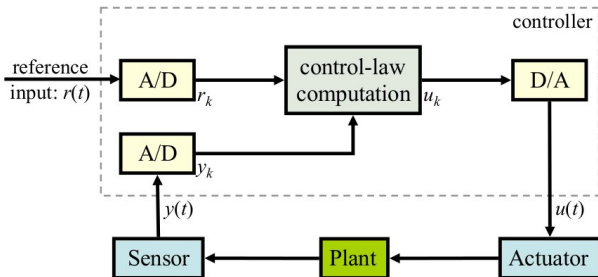 controller
reference
input: r(t)
A/D
r_k
control-law
computation
u_k
D/A
A/D
y_k
y(t)
u(t)
Sensor
Plant
Actuator